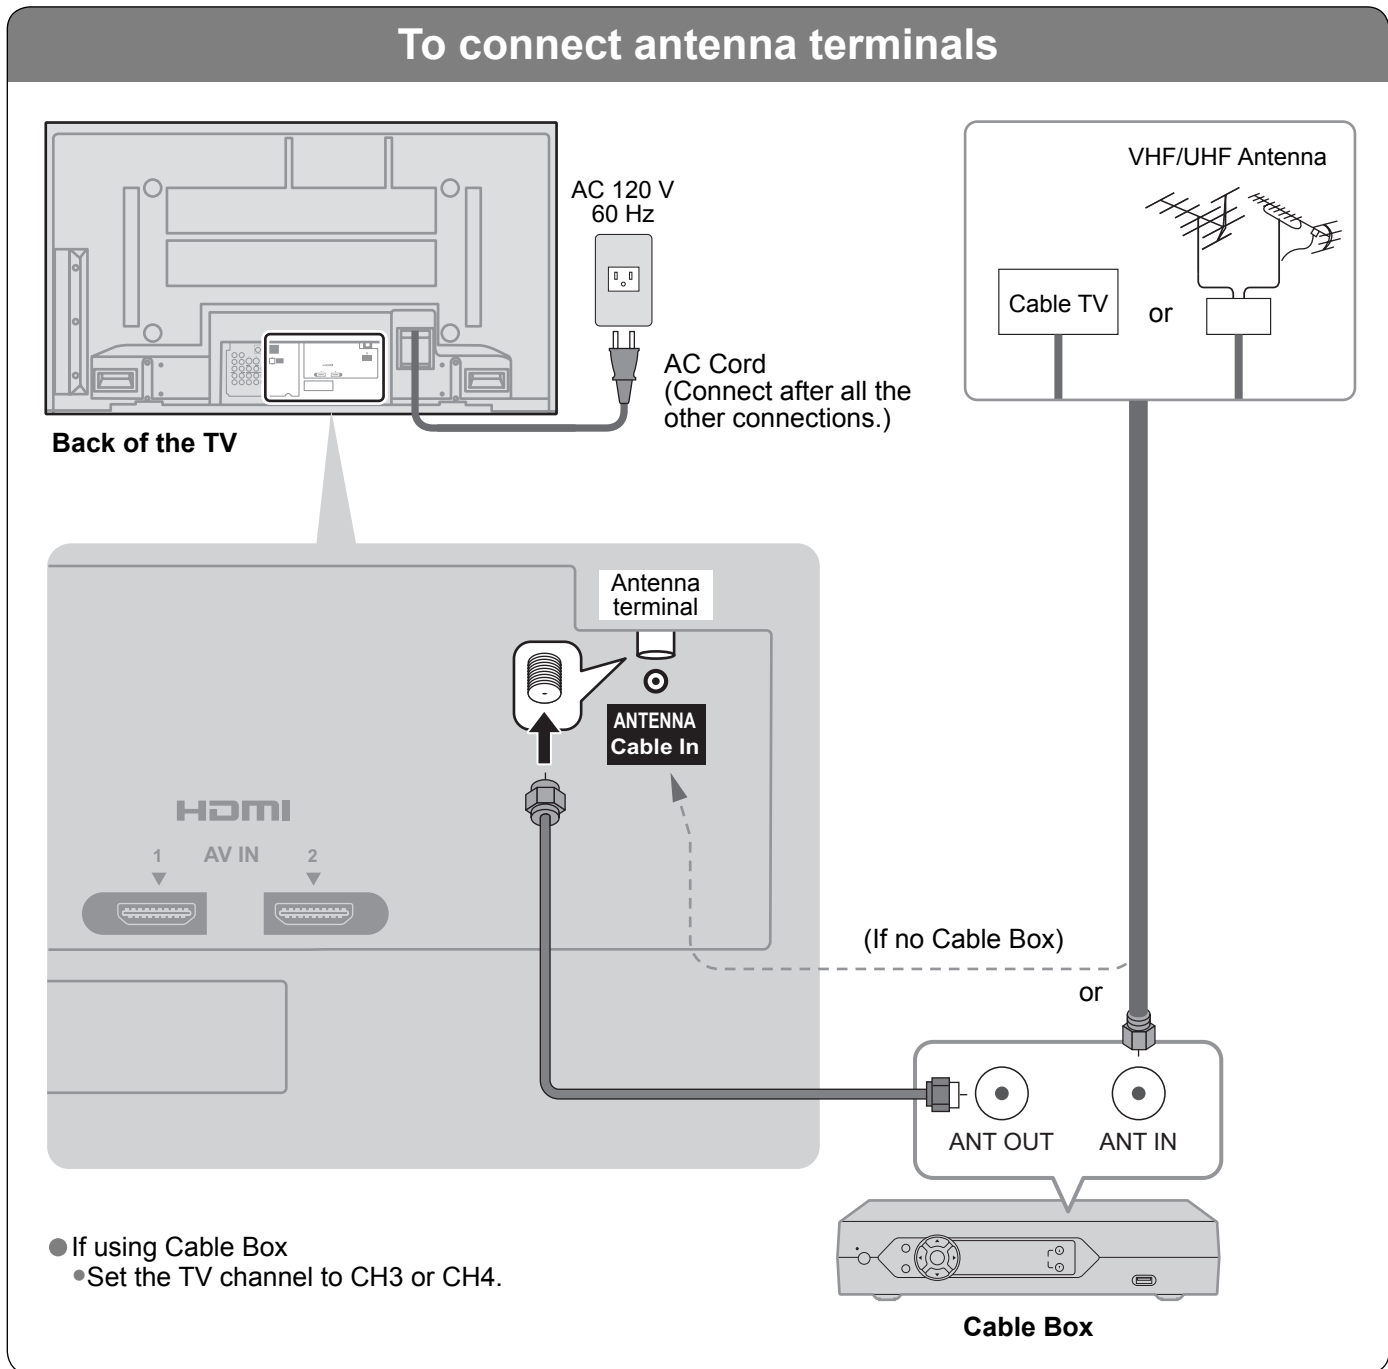 To connect antenna terminals
VHF/UHF Antenna
AC 120 V
60 Hz
Cable TV
or
AC Cord
(Connect after all the
other connections.)
Back of the TV
Antenna
terminal
ANTENNA
Cable In
HDMI
1 AV IN 2
(If no Cable Box)
or
ANT OUT ANT IN
If using Cable Box
Set the TV channel to CH3 or CH4.
Cable Box